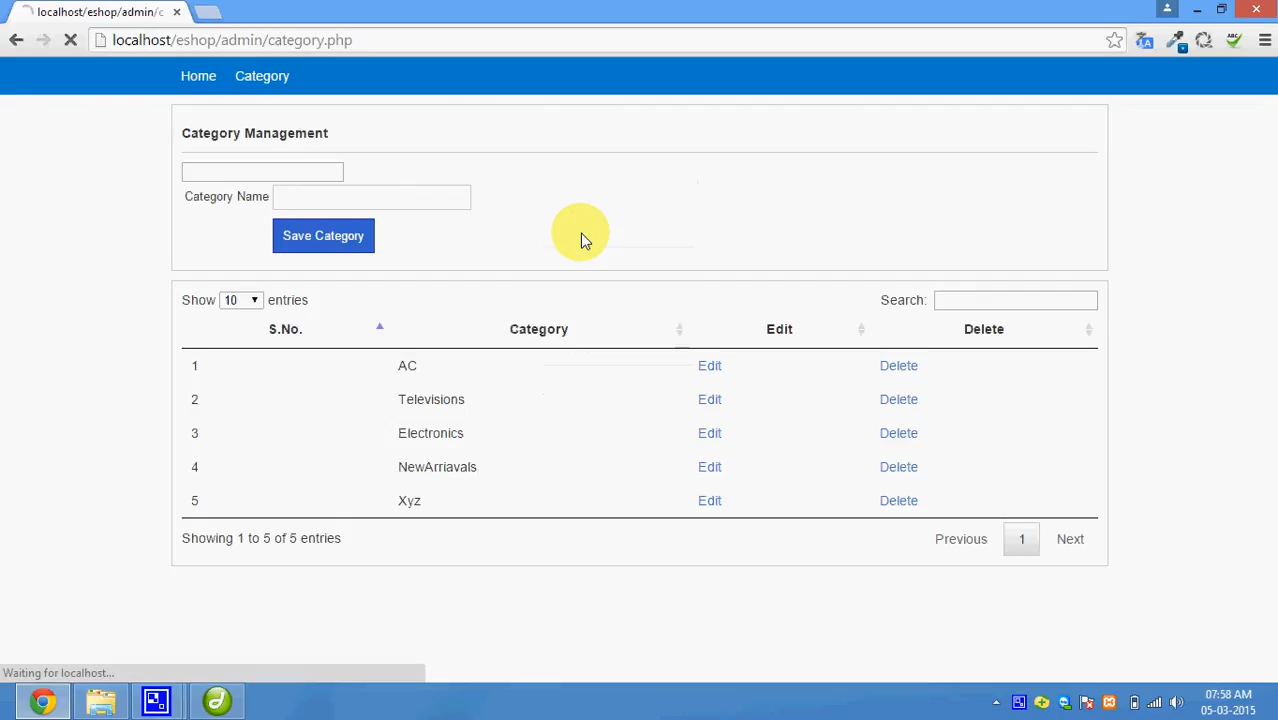 localhost/eshop/admin/c
localhost/eshop/admin/category.php
Home Category
Category Management
Category Name
Save Category
Show 10 entries Search:
S.No. Category Edit Delete
1 AC Edit Delete
2 Televisions Edit Delete
3 Electronics Edit Delete
4 NewArriavals Edit Delete
5 Xyz Edit Delete
Showing 1 to 5 of 5 entries Previous 1 Next
Waiting for localhost...
07:58 AM
05-03-2015